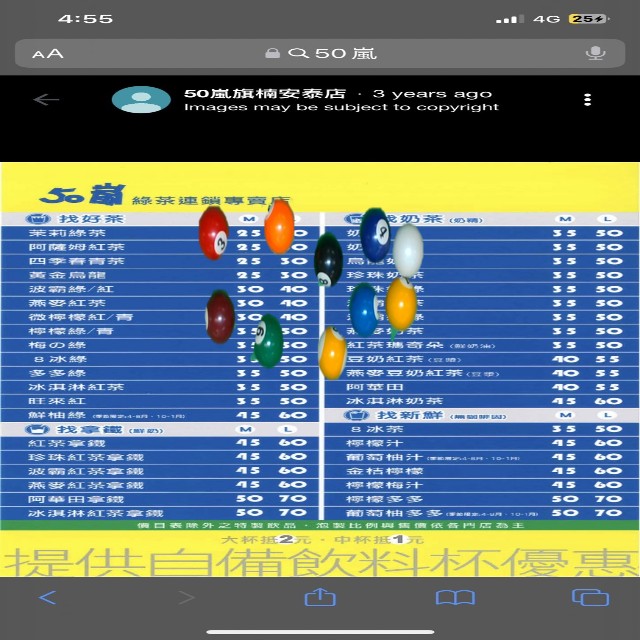 4:55
4G 25
AA
50 嵐
50嵐旗楠安泰店 · 3 years ago
Images may be subject to copyright
50嵐 綠茶連鎖專賣店
找好茶 M
茉莉綠茶 25
阿薩姆紅茶 25 30
四季春青茶 25 30
黃金烏龍 25 30
波霸綠/紅 30 40
燕麥紅茶 30 40
微檸檬紅/青 30 40
檸檬綠/青
梅の綠 50
8冰綠 50
多多綠 35 50
冰淇淋紅茶 35 50
旺來紅 35 50
鮮柚綠 45 60
找拿鐵 (鮮奶) M L
紅茶拿鐵 45 60
珍珠紅茶拿鐵 45 60
波霸紅茶拿鐵 45 60
燕麥紅茶拿鐵 45 60
阿華田拿鐵 50 70
冰淇淋紅茶拿鐵 50 70
找奶茶 (奶精) M L
35 50
35 50
35 50
珍珠奶茶 35 50
35 50
35 50
35 50
奶茶 35 50
紅茶瑪奇朵 35 50
豆奶紅茶 40 55
燕麥豆奶紅茶 40 55
阿華田 40 55
冰淇淋奶茶 45 60
找新鮮 (無咖啡因) M L
8冰茶 35 50
檸檬汁 45 60
葡萄柚汁 45 60
金桔檸檬 45 60
檸檬梅汁 45 60
檸檬多多 50 70
葡萄柚多多 50 70
價目表除外之特製飲品，泡製比例與售價依各門店為主
大杯抵2元·中杯抵1元
提供自備飲料杯優惠